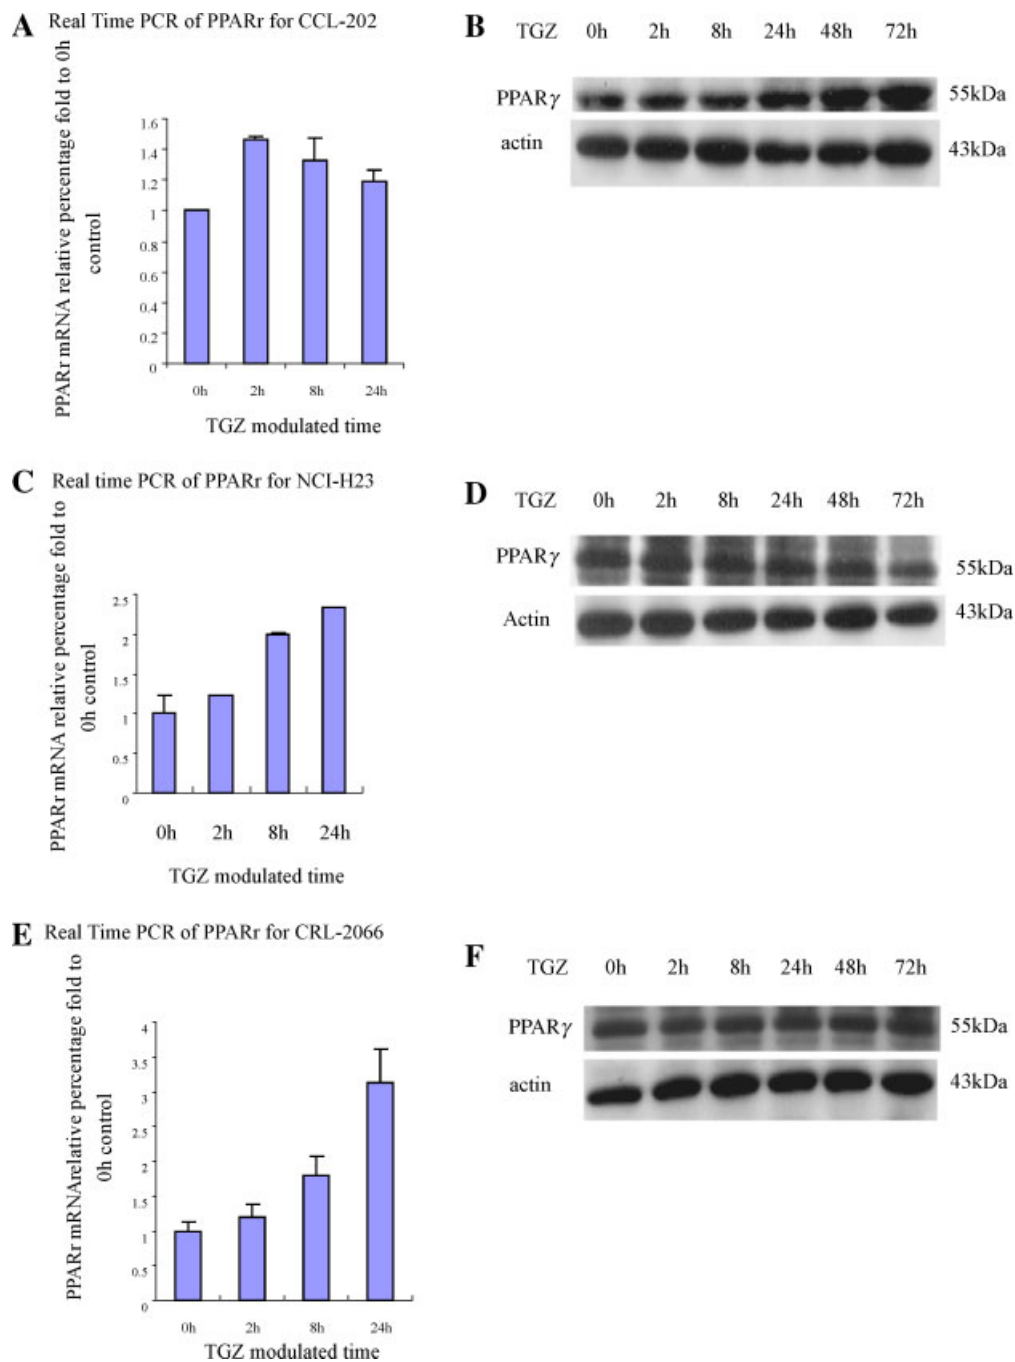 A Real Time PCR of PPARr for CCL-202
PPARr mRNA relative percentage fold to 0h
control
1.6
1.4
1.2
1
0.8
0.6
0.4
0.2
0
0h 2h 8h 24h
TGZ modulated time
B TGZ 0h 2h 8h 24h 48h 72h
PPARγ 55kDa
actin 43kDa
C Real time PCR of PPARr for NCI-H23
PPARr mRNA relative percentage fold to
0h control
2.5
2
1.5
1
0.5
0
0h 2h 8h 24h
TGZ modulated time
D TGZ 0h 2h 8h 24h 48h 72h
PPARγ 55kDa
Actin 43kDa
E Real Time PCR of PPARr for CRL-2066
PPARr mRNArelative percentage fold to
0h control
4
3.5
3
2.5
2
1.5
1
0.5
0
0h 2h 8h 24h
TGZ modulated time
F TGZ 0h 2h 8h 24h 48h 72h
PPARγ 55kDa
actin 43kDa